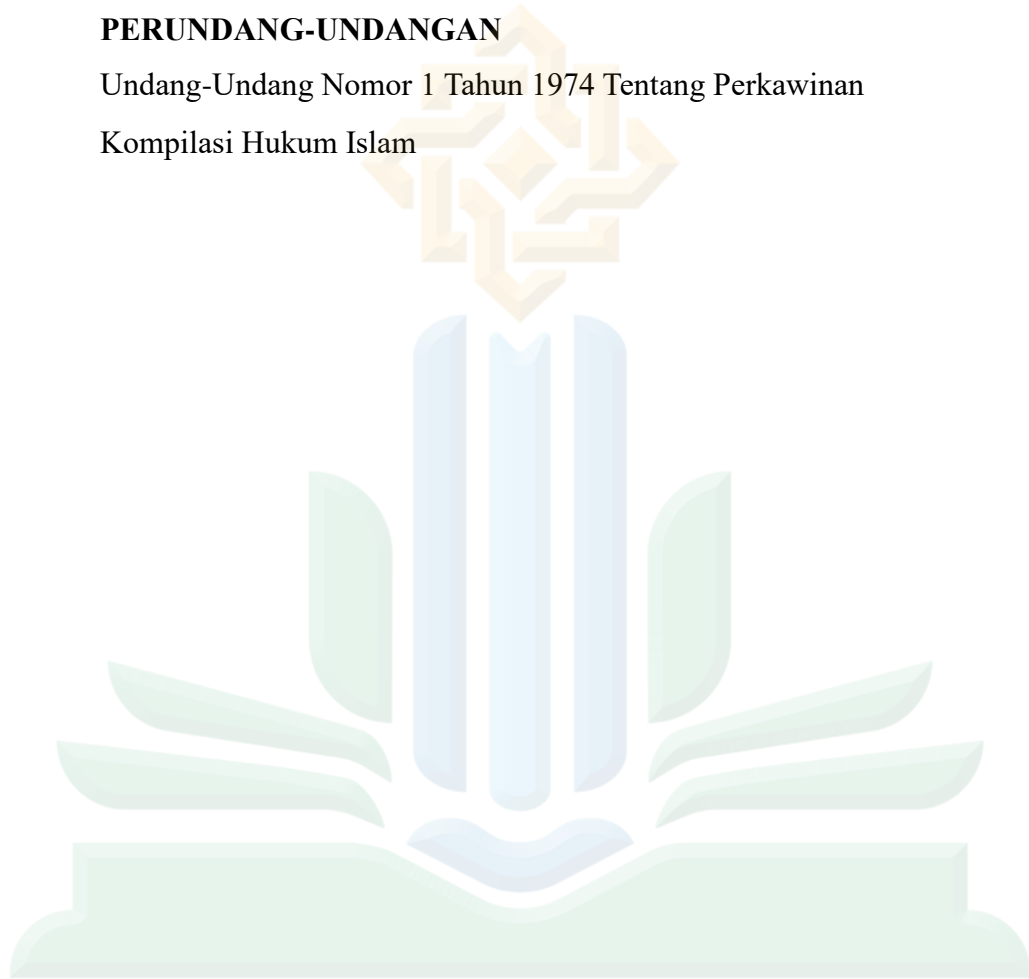 PERUNDANG-UNDANGAN
Undang-Undang Nomor 1 Tahun 1974 Tentang Perkawinan
Kompilasi Hukum Islam